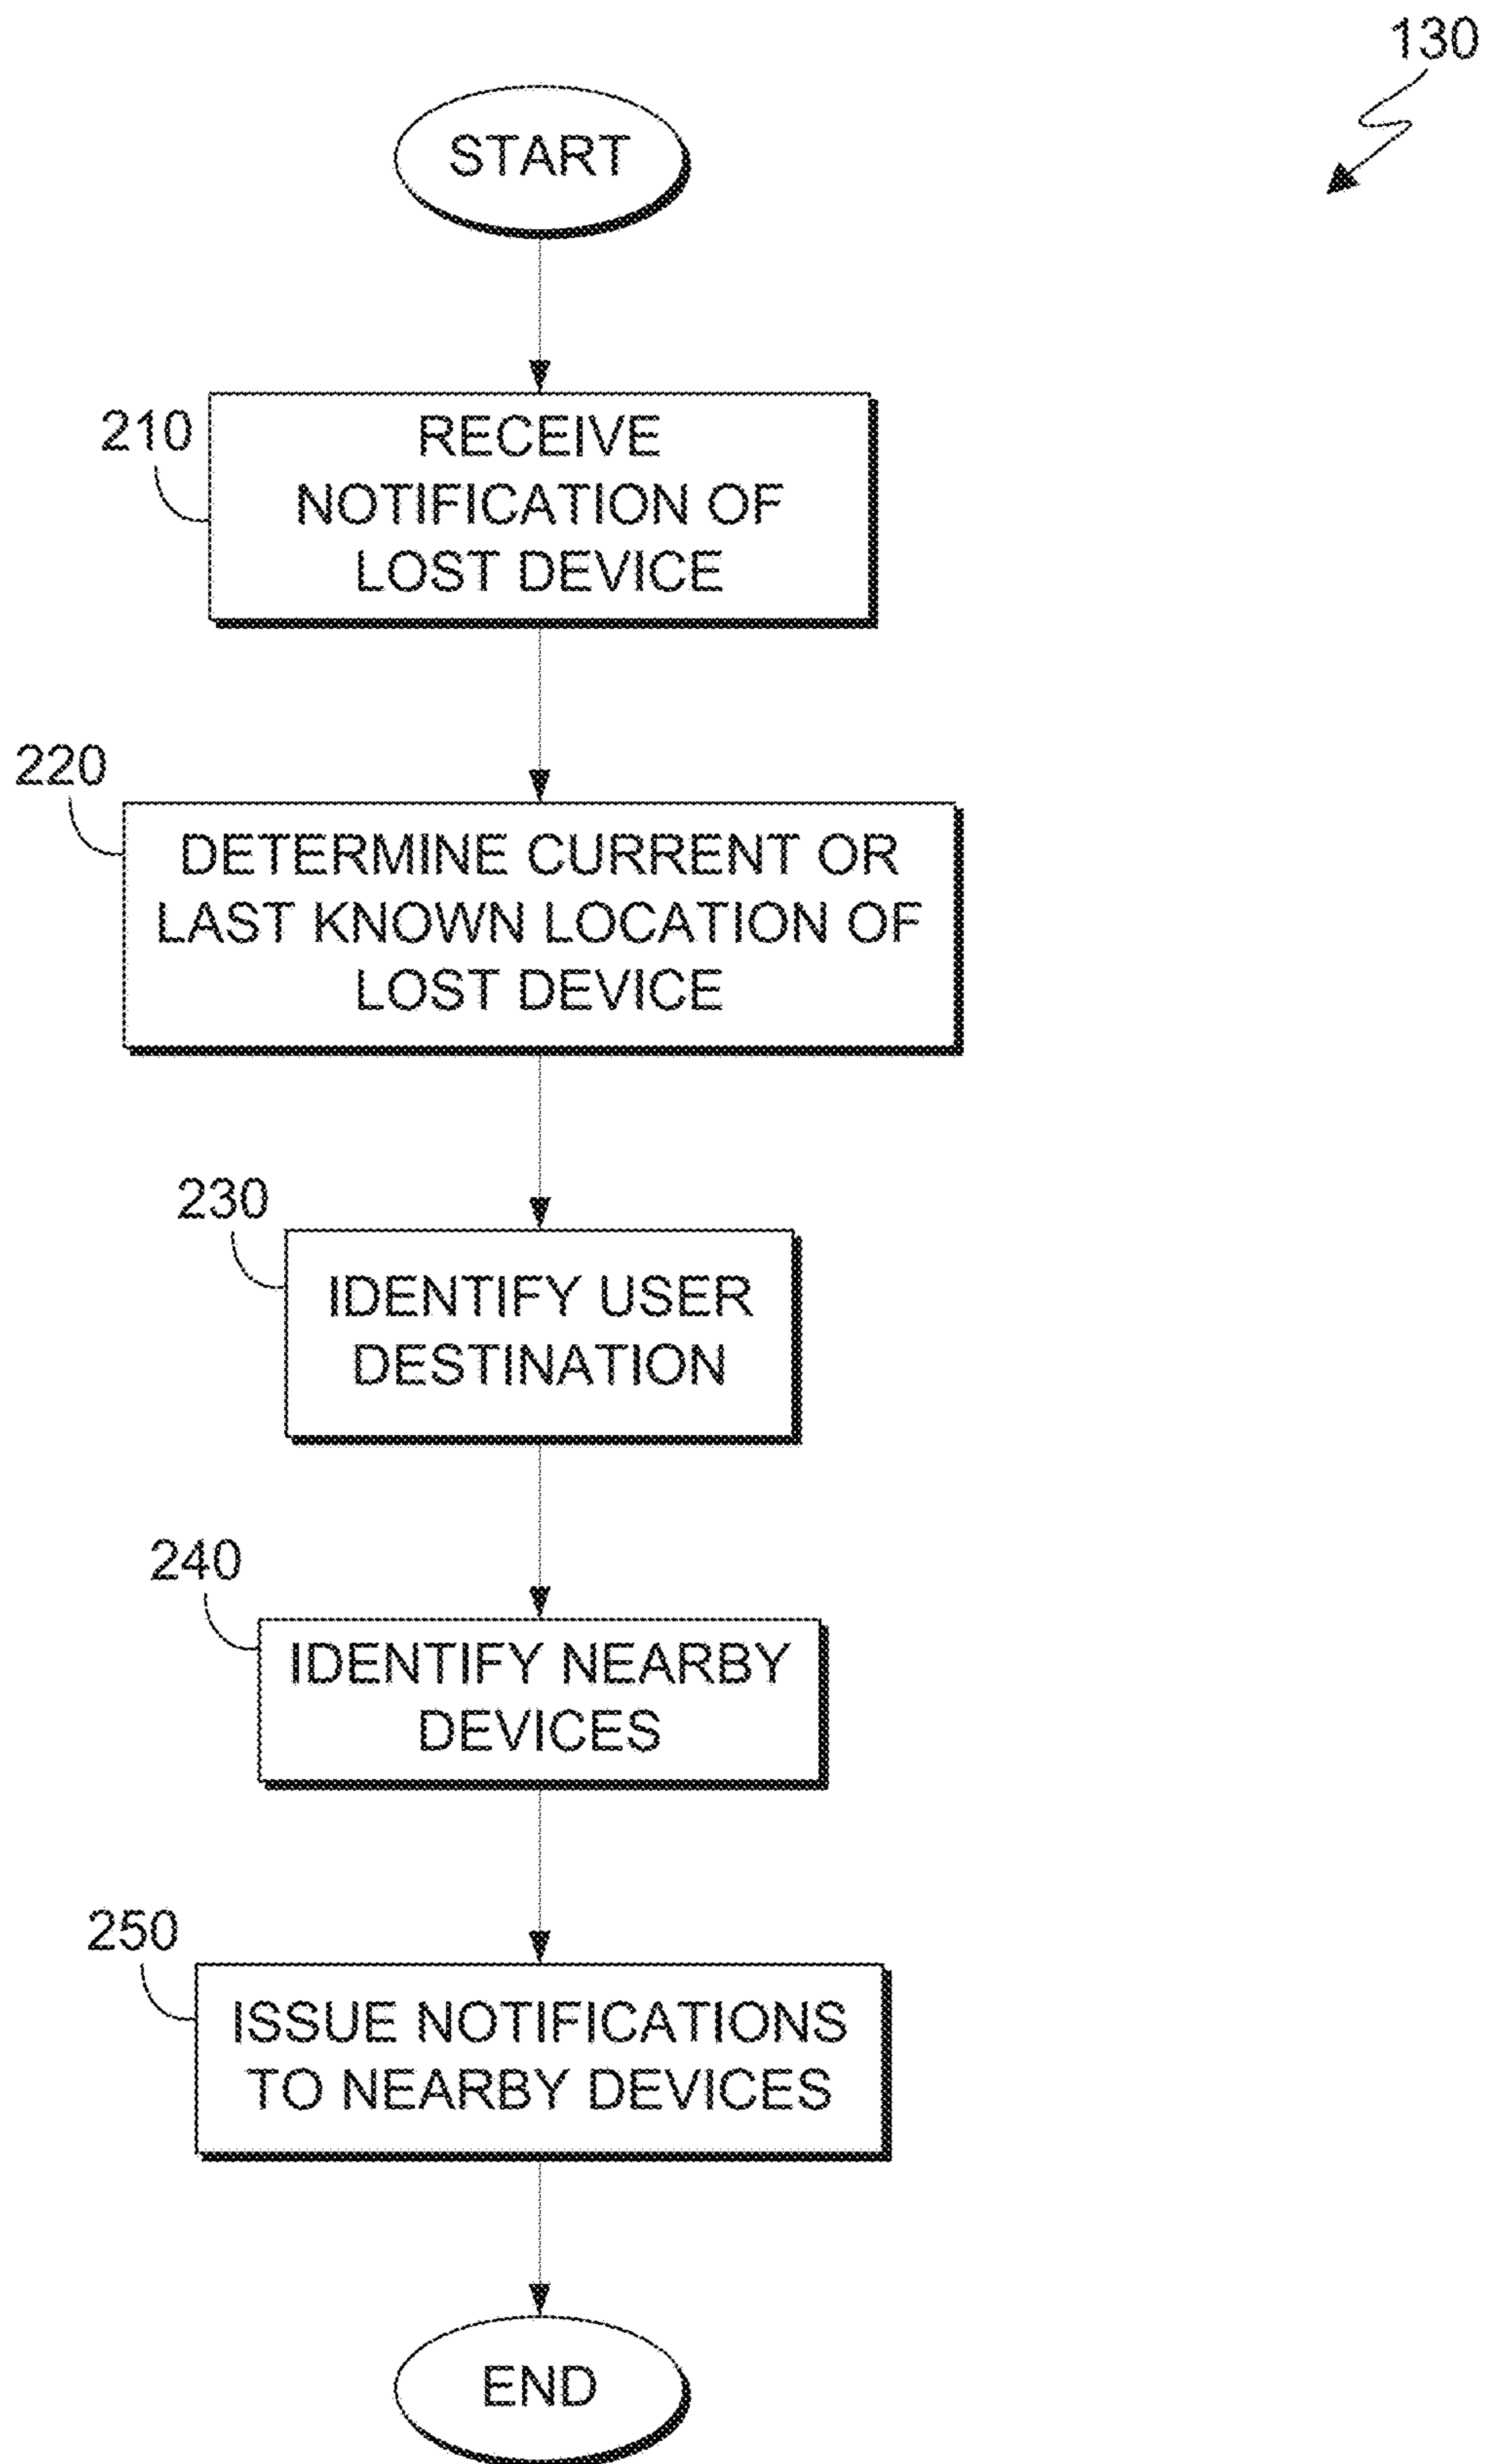 130
START
210
RECEIVE
NOTIFICATION OF
LOST DEVICE
220
DETERMINE CURRENT OR
LAST KNOWN LOCATION OF
LOST DEVICE
230
IDENTIFY USER
DESTINATION
240
IDENTIFY NEARBY
DEVICES
250
ISSUE NOTIFICATIONS
TO NEARBY DEVICES
END